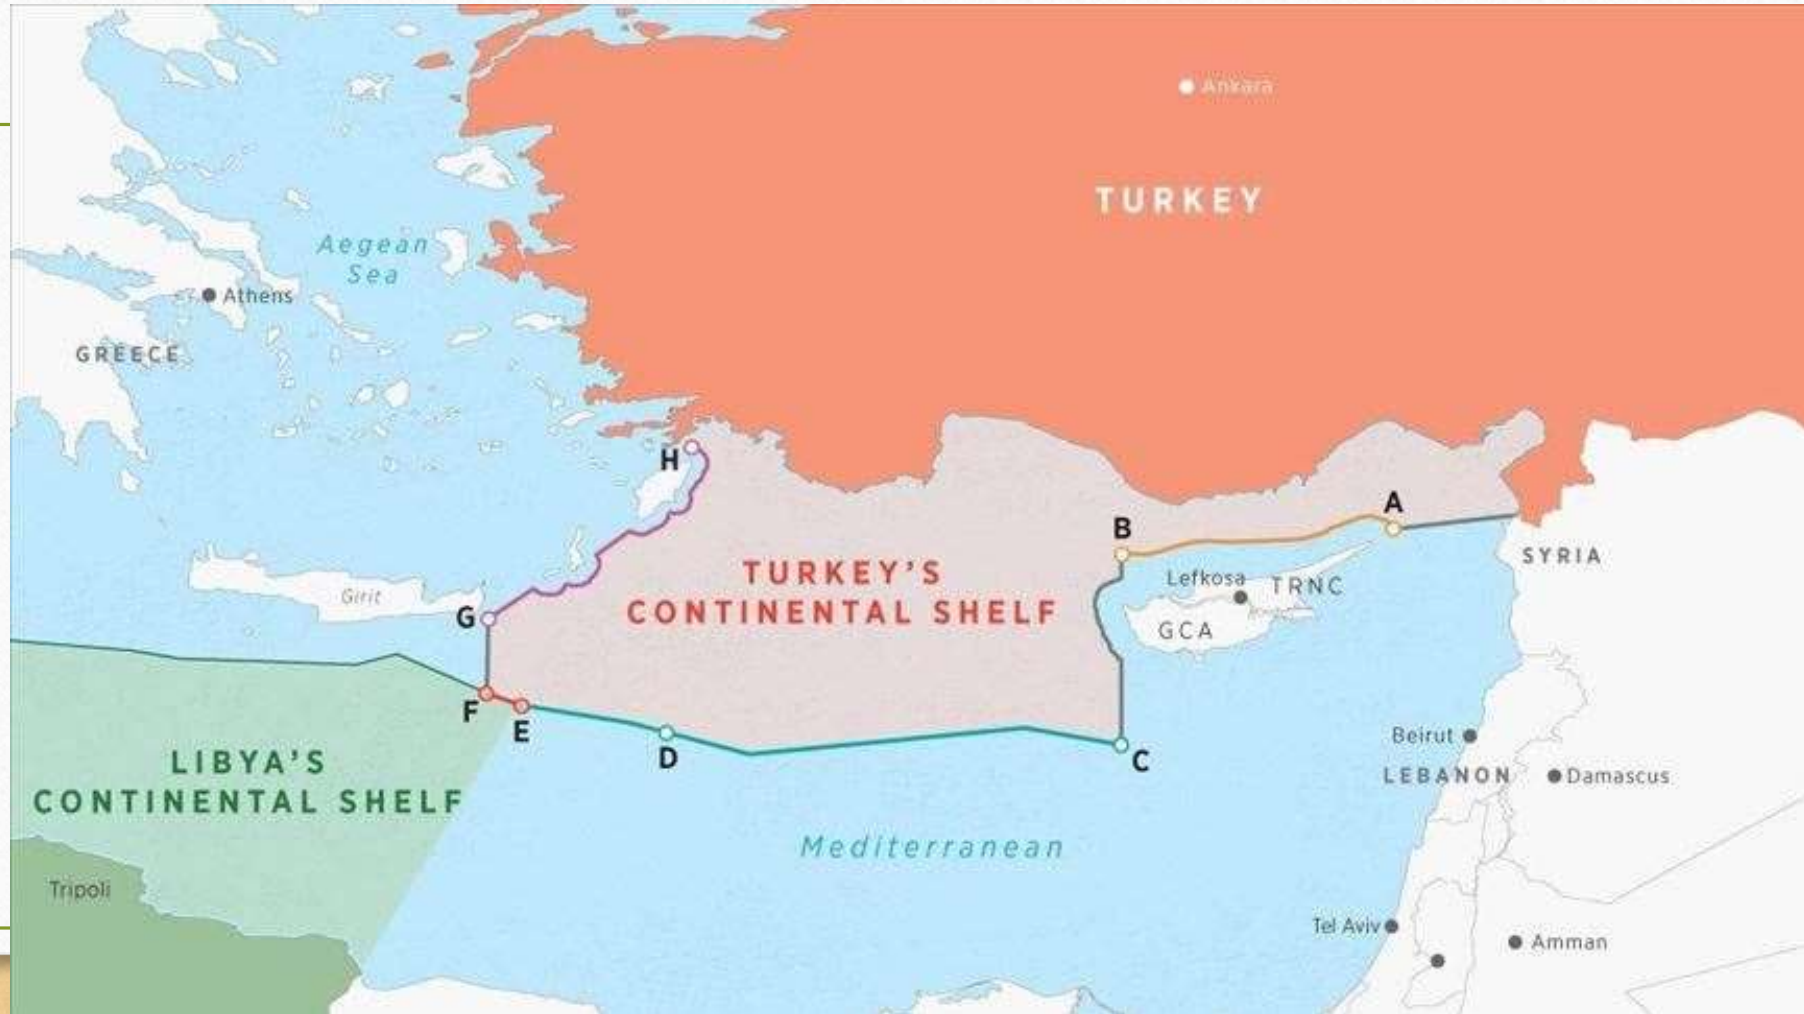 Ankara
TURKEY
Aegean
Sea
Athens
GREECE
H
A
B
SYRIA
TURKEY'S
CONTINENTAL SHELF
Lefkosa
TRNC
Girit
G
GCA
F
E
D
C
Beirut
LEBANON
Damascus
LIBYA'S
CONTINENTAL SHELF
Mediterranean
Tripoli
Tel Aviv
Amman